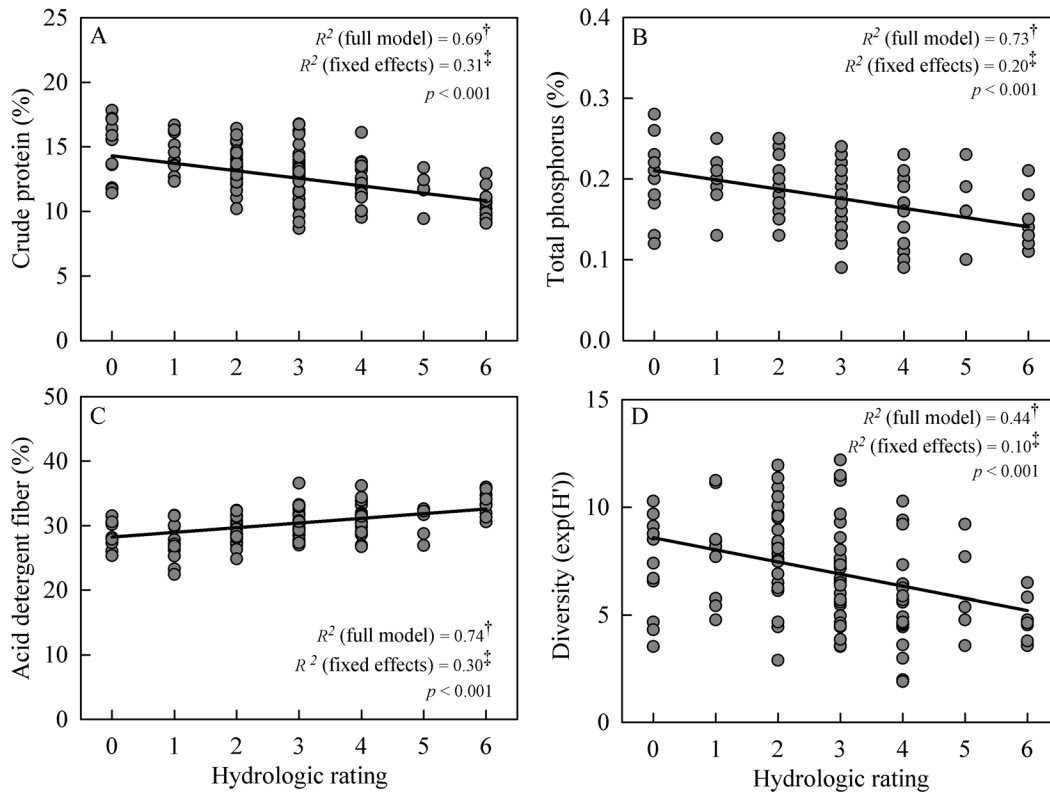 A
R² (full model) = 0.69†
R² (fixed effects) = 0.31‡
p < 0.001
Crude protein (%)
25
20
15
10
5
0
0 1 2 3 4 5 6
B
R² (full model) = 0.73†
R² (fixed effects) = 0.20‡
p < 0.001
Total phosphorus (%)
0.4
0.3
0.2
0.1
0.0
0 1 2 3 4 5 6
C
R² (full model) = 0.74†
R² (fixed effects) = 0.30‡
p < 0.001
Acid detergent fiber (%)
50
40
30
20
10
0
0 1 2 3 4 5 6
Hydrologic rating
D
R² (full model) = 0.44†
R² (fixed effects) = 0.10‡
p < 0.001
Diversity (exp(H'))
15
10
5
0
0 1 2 3 4 5 6
Hydrologic rating